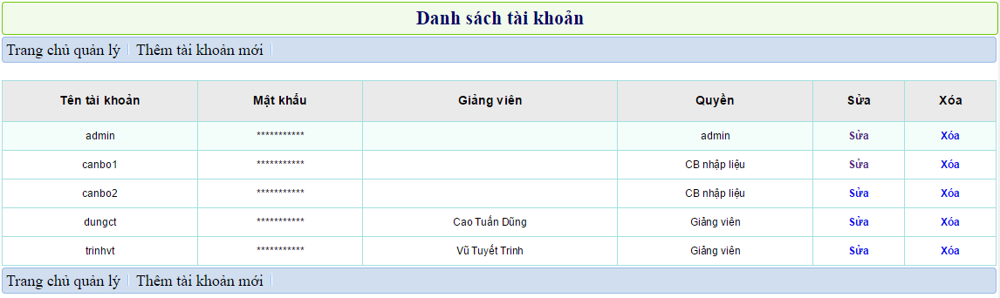 Danh sách tài khoản
Trang chủ quản lý Thêm tài khoản mới
Tên tài khoản Mật khẩu Giảng viên Quyền Sửa Xóa
admin *********** admin Sửa Xóa
canbo1 *********** CB nhập liệu Sửa Xóa
canbo2 *********** CB nhập liệu Sửa Xóa
dungct *********** Cao Tuấn Dũng Giảng viên Sửa Xóa
trinhvt *********** Vũ Tuyết Trinh Giảng viên Sửa Xóa
Trang chủ quản lý Thêm tài khoản mới